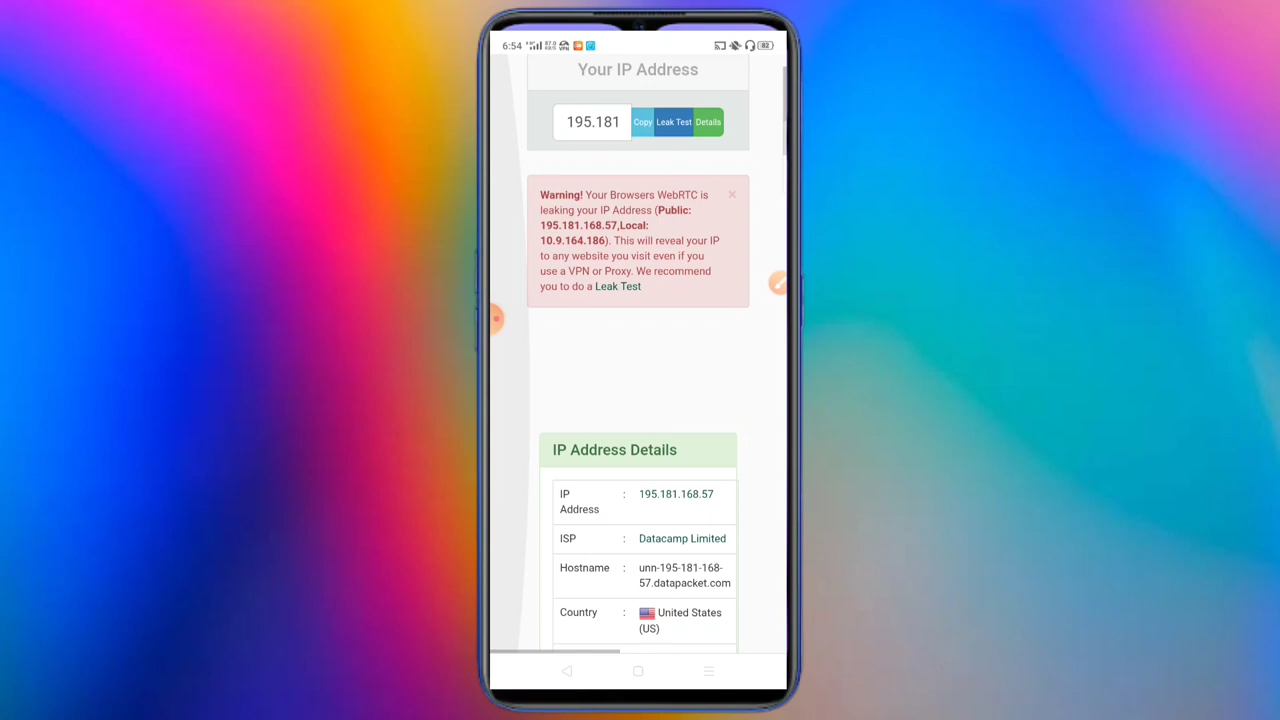 6:54
82
Your IP Address
195.181
Copy
Leak Test
Details
Warning! Your Browsers WebRTC is
leaking your IP Address (Public:
195.181.168.57,Local:
10.9.164.186). This will reveal your IP
to any website you visit even if you
use a VPN or Proxy. We recommend
you to do a Leak Test
×
IP Address Details
IP Address : 195.181.168.57
ISP : Datacamp Limited
Hostname : unn-195-181-168-
57.datapacket.com
Country : United States
(US)